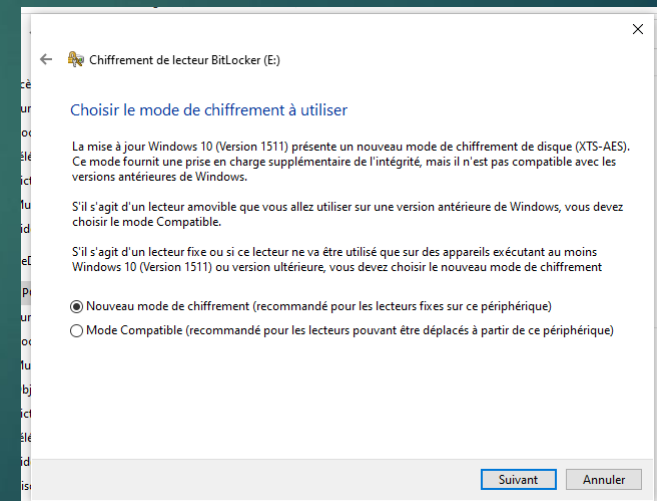 Chiffrement de lecteur BitLocker (E:)
Choisir le mode de chiffrement à utiliser
La mise à jour Windows 10 (Version 1511) présente un nouveau mode de chiffrement de disque (XTS-AES).
Ce mode fournit une prise en charge supplémentaire de l'intégrité, mais il n'est pas compatible avec les
versions antérieures de Windows.
S'il s'agit d'un lecteur amovible que vous allez utiliser sur une version antérieure de Windows, vous devez
choisir le mode Compatible.
S'il s'agit d'un lecteur fixe ou si ce lecteur ne va être utilisé que sur des appareils exécutant au moins
Windows 10 (Version 1511) ou version ultérieure, vous devez choisir le nouveau mode de chiffrement
Nouveau mode de chiffrement (recommandé pour les lecteurs fixes sur ce périphérique)
Mode Compatible (recommandé pour les lecteurs pouvant être déplacés à partir de ce périphérique)
Suivant Annuler